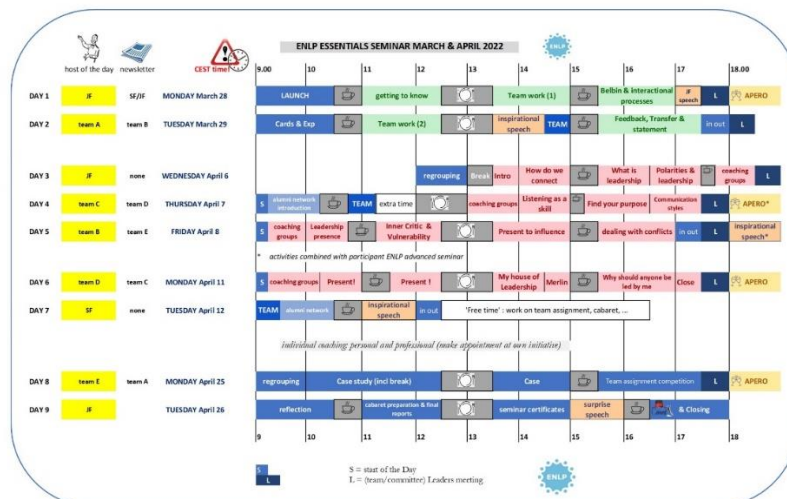 ENLP ESSENTIALS SEMINAR MARCH & APRIL 2022
ENLP
host of the day newsletter CEST time!
9.00 10 11 12 13 14 15 16 17 18.00
DAY 1 JF SF/JF MONDAY March 28 LAUNCH getting to know Team work (1) Belbin & interactional processes JF speech L APERO
DAY 2 team A team B TUESDAY March 29 Cards & Exp Team work (2) inspirational speech TEAM Feedback, Transfer & statement in out L
DAY 3 JF none WEDNESDAY April 6 regrouping Break Intro How do we connect What is leadership Polarities & leadership coaching groups L
DAY 4 team C team D THURSDAY April 7 S alumni network introduction TEAM extra time coaching groups Listening as a skill Find your purpose Communication styles L APERO*
DAY 5 team B team E FRIDAY April 8 S coaching groups Leadership presence Inner Critic & Vulnerability Present to influence dealing with conflicts in out L inspirational speech*
* activities combined with participant ENLP advanced seminar
DAY 6 team D team C MONDAY April 11 S coaching groups Present! Present ! My house of Leadership Merlin Why should anyone be led by me Close L APERO
DAY 7 SF none TUESDAY April 12 TEAM alumni network inspirational speech in out 'Free time' : work on team assignment, cabaret, ...
individual coaching: personal and professional (make appointment at own initiative)
DAY 8 team E team A MONDAY April 25 regrouping Case study (incl break) Case Team assignment competition L APERO
DAY 9 JF TUESDAY April 26 reflection cabaret preparation & final reports seminar certificates surprise speech & Closing
9 10 11 12 13 14 15 16 17 18
S S = start of the Day
L L = (team/committee) Leaders meeting
ENLP